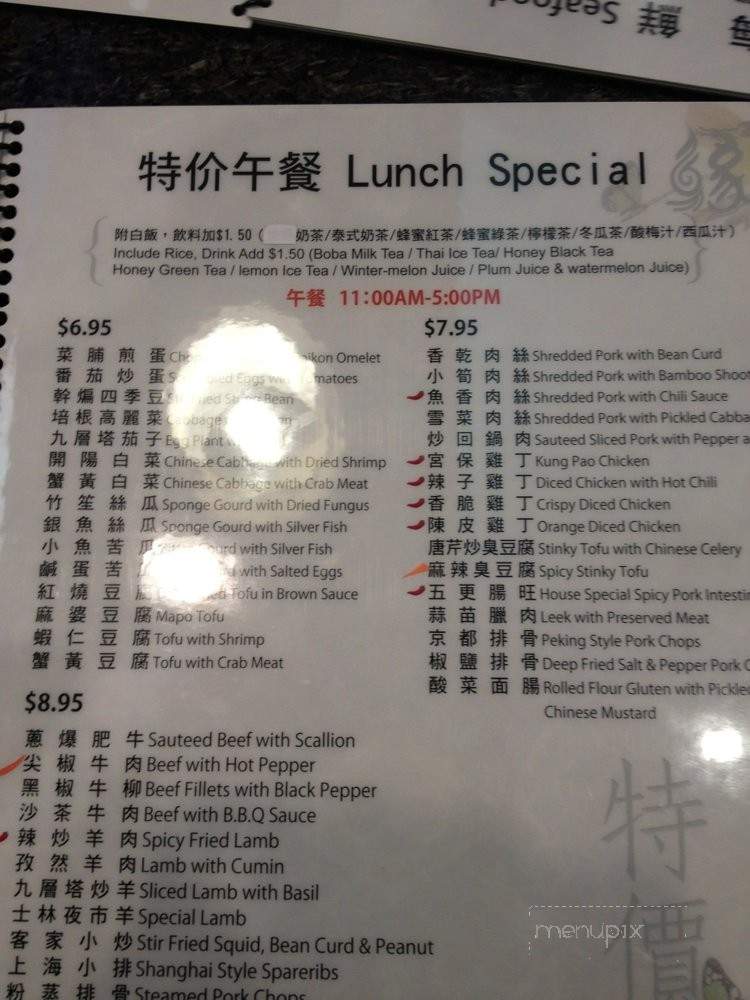 Seafood
鮮
特价午餐 Lunch Special
緣
附白飯，飲料加$1.50 ( 奶茶/泰式奶茶/蜂蜜紅茶/蜂蜜綠茶/檸檬茶/冬瓜茶/酸梅汁/西瓜汁)
Include Rice, Drink Add $1.50 (Boba Milk Tea / Thai Ice Tea/ Honey Black Tea
Honey Green Tea / lemon Ice Tea / Winter-melon Juice / Plum Juice & watermelon Juice)
午餐 11:00AM-5:00PM
$6.95
菜脯煎蛋 Omelet
番茄炒蛋 Eggs with Tomatoes
幹煸四季豆 Bean
培根高麗菜 Cabbage
九層塔茄子 Egg Plant
開陽白菜 Chinese Cabbage with Dried Shrimp
蟹黃白菜 Chinese Cabbage with Crab Meat
竹笙絲瓜 Sponge Gourd with Dried Fungus
銀魚絲瓜 Sponge Gourd with Silver Fish
小魚苦瓜 Gourd with Silver Fish
鹹蛋苦 with Salted Eggs
紅燒豆 Tofu in Brown Sauce
麻婆豆腐 Mapo Tofu
蝦仁豆腐 Tofu with Shrimp
蟹黃豆腐 Tofu with Crab Meat
$7.95
香乾肉絲 Shredded Pork with Bean Curd
小筍肉絲 Shredded Pork with Bamboo Shoot
魚香肉絲 Shredded Pork with Chili Sauce
雪菜肉絲 Shredded Pork with Pickled Cabba
炒回鍋肉 Sauteed Sliced Pork with Pepper a
宮保雞丁 Kung Pao Chicken
辣子雞丁 Diced Chicken with Hot Chili
香脆雞丁 Crispy Diced Chicken
陳皮雞丁 Orange Diced Chicken
唐芹炒臭豆腐 Stinky Tofu with Chinese Celery
麻辣臭豆腐 Spicy Stinky Tofu
五更腸旺 House Special Spicy Pork Intestin
蒜苗臘肉 Leek with Preserved Meat
京都排骨 Peking Style Pork Chops
椒鹽排骨 Deep Fried Salt & Pepper Pork C
酸菜面腸 Rolled Flour Gluten with Pickled
Chinese Mustard
$8.95
蔥爆肥牛 Sauteed Beef with Scallion
尖椒牛肉 Beef with Hot Pepper
黑椒牛柳 Beef Fillets with Black Pepper
沙茶牛肉 Beef with B.B.Q Sauce
辣炒羊肉 Spicy Fried Lamb
孜然羊肉 Lamb with Cumin
九層塔炒羊 Sliced Lamb with Basil
士林夜市羊 Special Lamb
客家小炒 Stir Fried Squid, Bean Curd & Peanut
上海小排 Shanghai Style Spareribs
粉蒸排骨 Steamed Pork Chops
特價
menupix